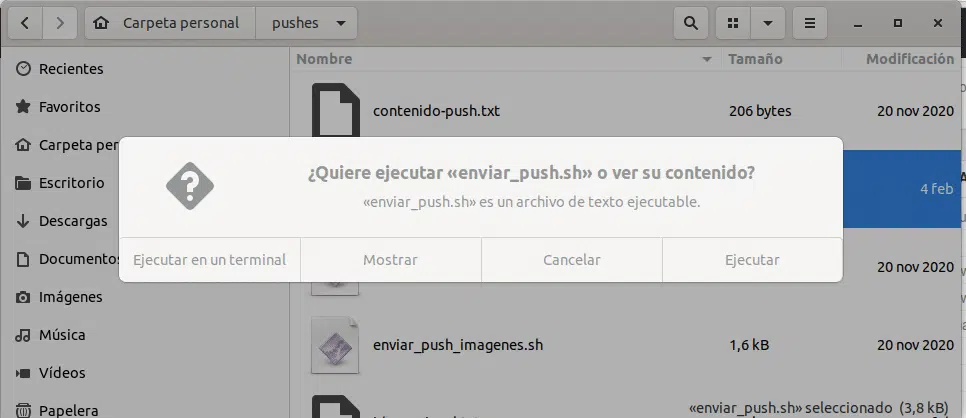 Carpeta personal
pushes
Nombre
Tamaño
Modificación
Recientes
Favoritos
contenido-push.txt
206 bytes
20 nov 2020
Carpeta per
¿Quiere ejecutar «enviar_push.sh» o ver su contenido?
«enviar_push.sh» es un archivo de texto ejecutable.
Escritorio
4 feb
Descargas
Documentos
Ejecutar en un terminal
Mostrar
Cancelar
Ejecutar
20 nov 2020
Imágenes
Música
enviar_push_imagenes.sh
1,6 kB
20 nov 2020
Vídeos
Papelera
«enviar_push.sh» seleccionado (3,8 kB)